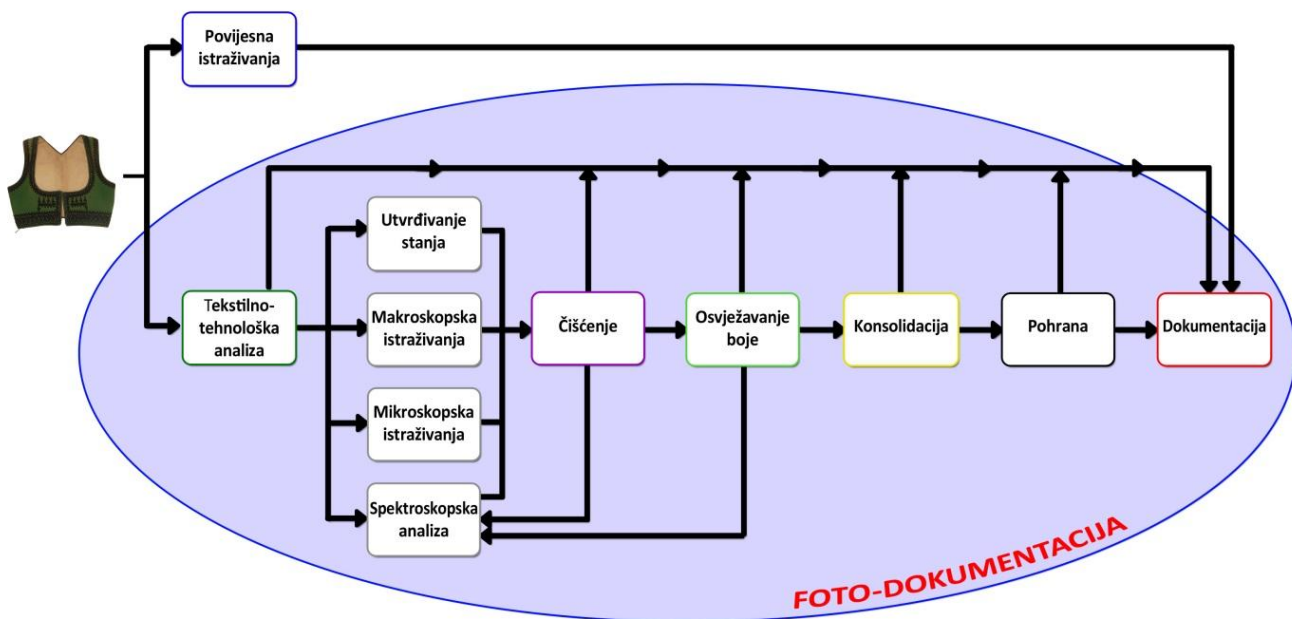 Povijesna
istraživanja
Utvrđivanje
stanja
Tekstilno-
tehnološka
analiza
Makroskopska
istraživanja
Čišćenje
Osvježavanje
boje
Konsolidacija
Pohrana
Dokumentacija
Mikroskopska
istraživanja
Spektroskopska
analiza
FOTO-DOKUMENTACIJA